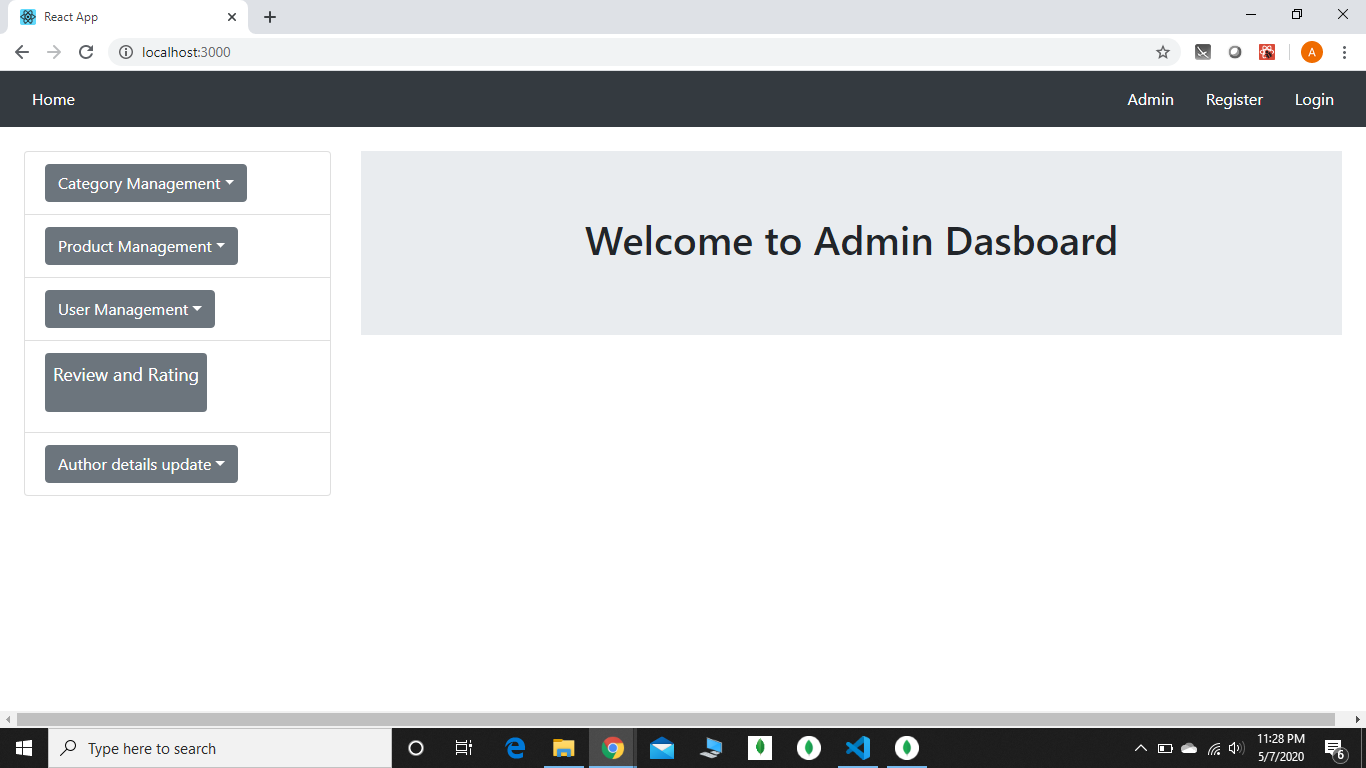 React App
localhost:3000
A
Home Admin Register Login
Category Management
Product Management
User Management
Review and Rating
Author details update
Welcome to Admin Dasboard
Type here to search
11:28 PM
5/7/2020
6